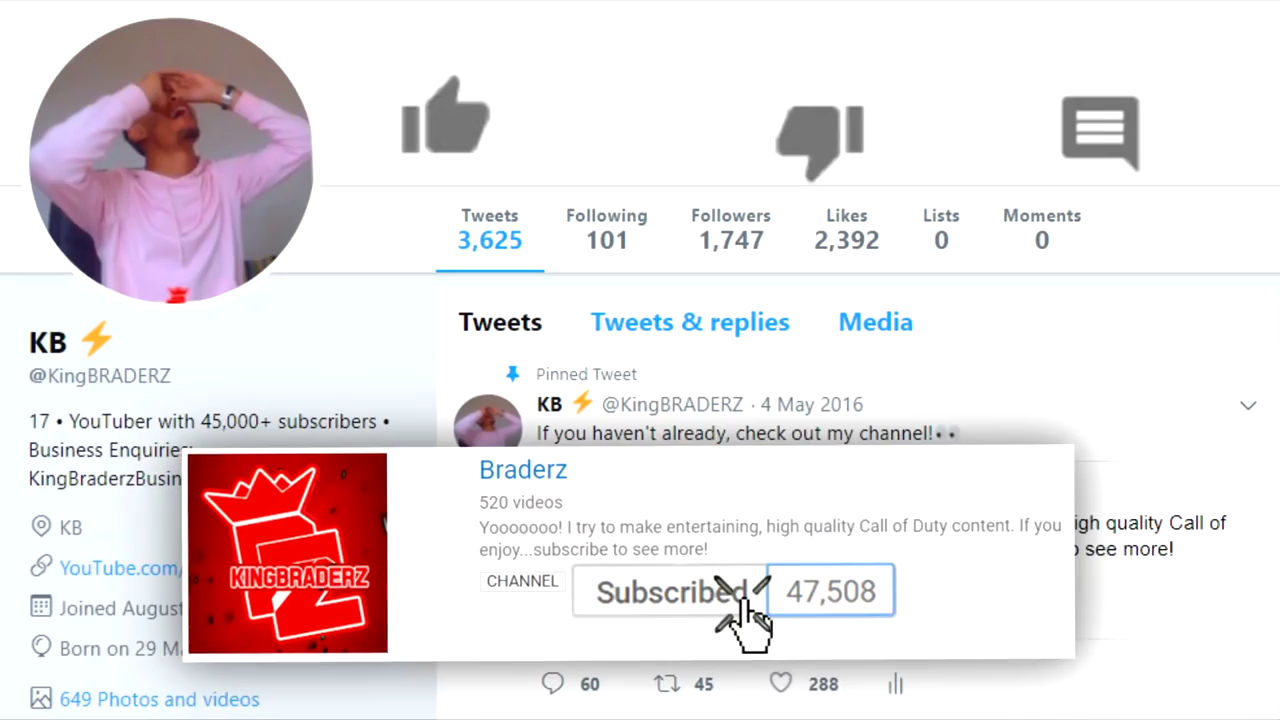 Tweets Following Followers Likes Lists Moments
3,625 101 1,747 2,392 0 0
Tweets Tweets & replies Media
Pinned Tweet
KB ⚡ @KingBRADERZ · 4 May 2016
If you haven't already, check out my channel!👀
KB ⚡
@KingBRADERZ
17 • YouTuber with 45,000+ subscribers •
Business Enquiries:
KingBraderzBusin
KB
YouTube.com/
Joined August
Born on 29 M
649 Photos and videos
KINGBRADERZ
Braderz
520 videos
Yooooooo! I try to make entertaining, high quality Call of Duty content. If you
enjoy...subscribe to see more!
CHANNEL Subscribed 47,508
igh quality Call of
o see more!
60 45 288